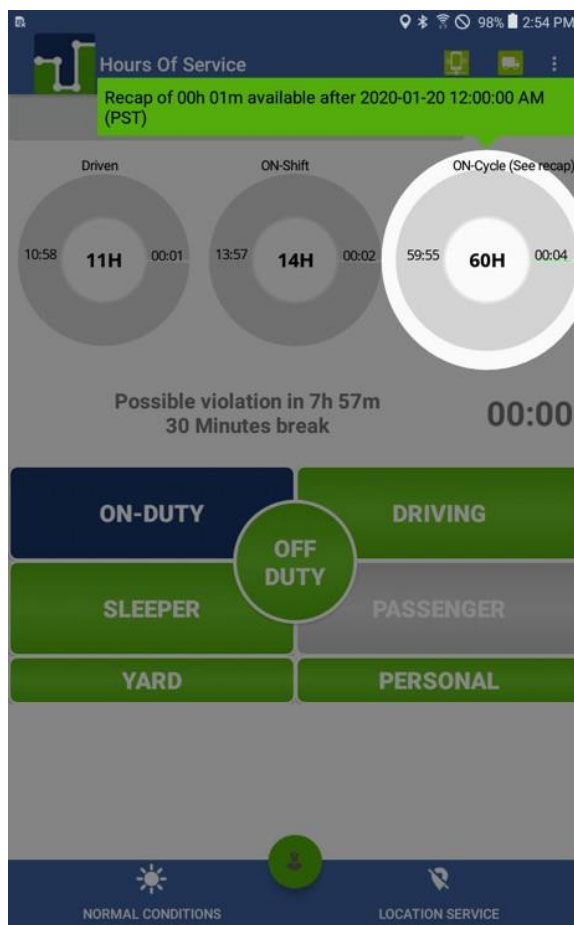 98% 2:54 PM
Hours Of Service
Recap of 00h 01m available after 2020-01-20 12:00:00 AM
(PST)
Driven
ON-Shift
ON-Cycle (See recap)
10:58 11H 00:01
13:57 14H 00:02
59:55 60H 00:04
Possible violation in 7h 57m
30 Minutes break
00:00
ON-DUTY
DRIVING
OFF
DUTY
SLEEPER
PASSENGER
YARD
PERSONAL
NORMAL CONDITIONS
LOCATION SERVICE